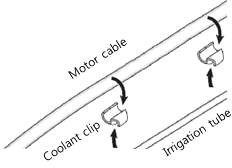 Motor cable
Coolant clip
Irrigation tube